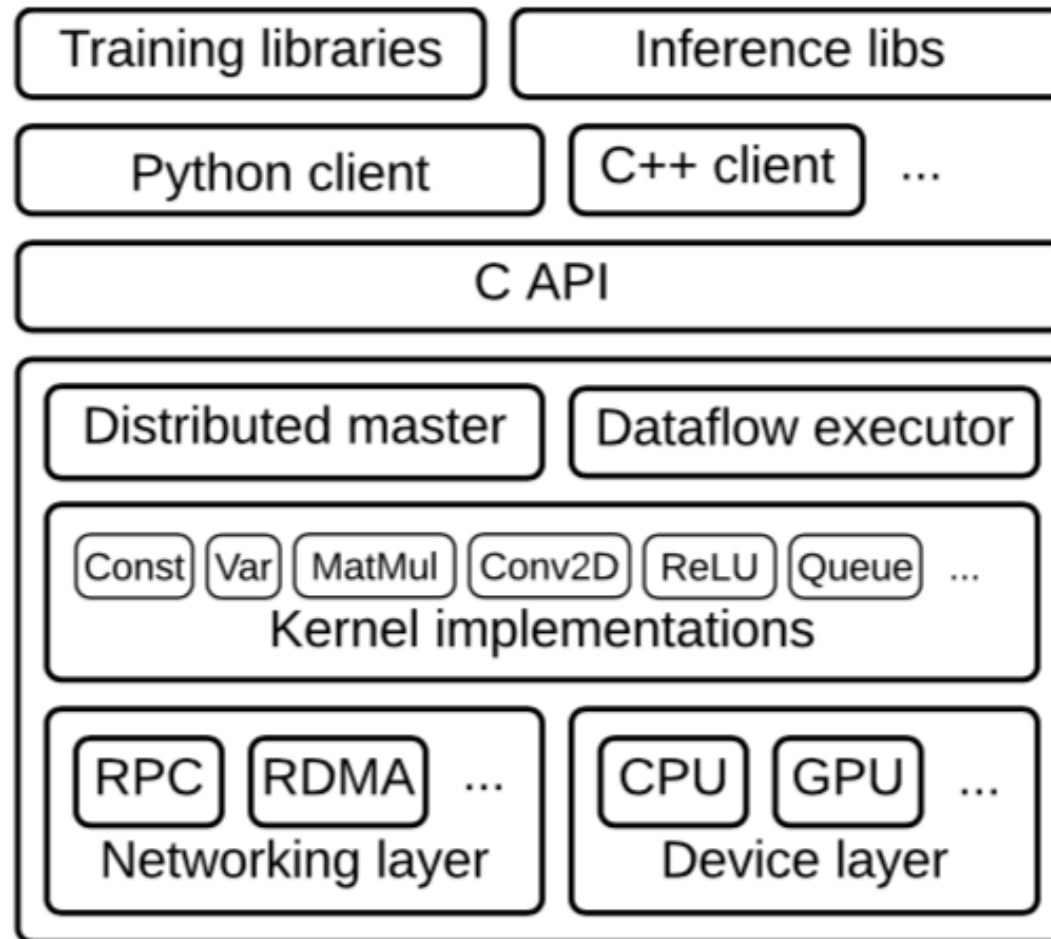 Training libraries
Inference libs
Python client
C++ client
...
C API
Distributed master
Dataflow executor
Const
Var
MatMul
Conv2D
ReLU
Queue
...
Kernel implementations
RPC
RDMA
...
Networking layer
CPU
GPU
...
Device layer